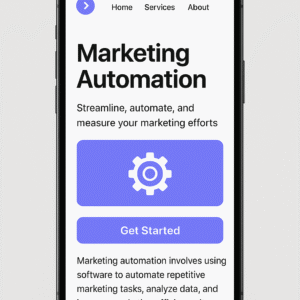 Home Services About
Marketing
Automation
Streamline, automate, and
measure your marketing efforts
Get Started
Marketing automation involves using
software to automate repetitive
marketing tasks, analyze data, and